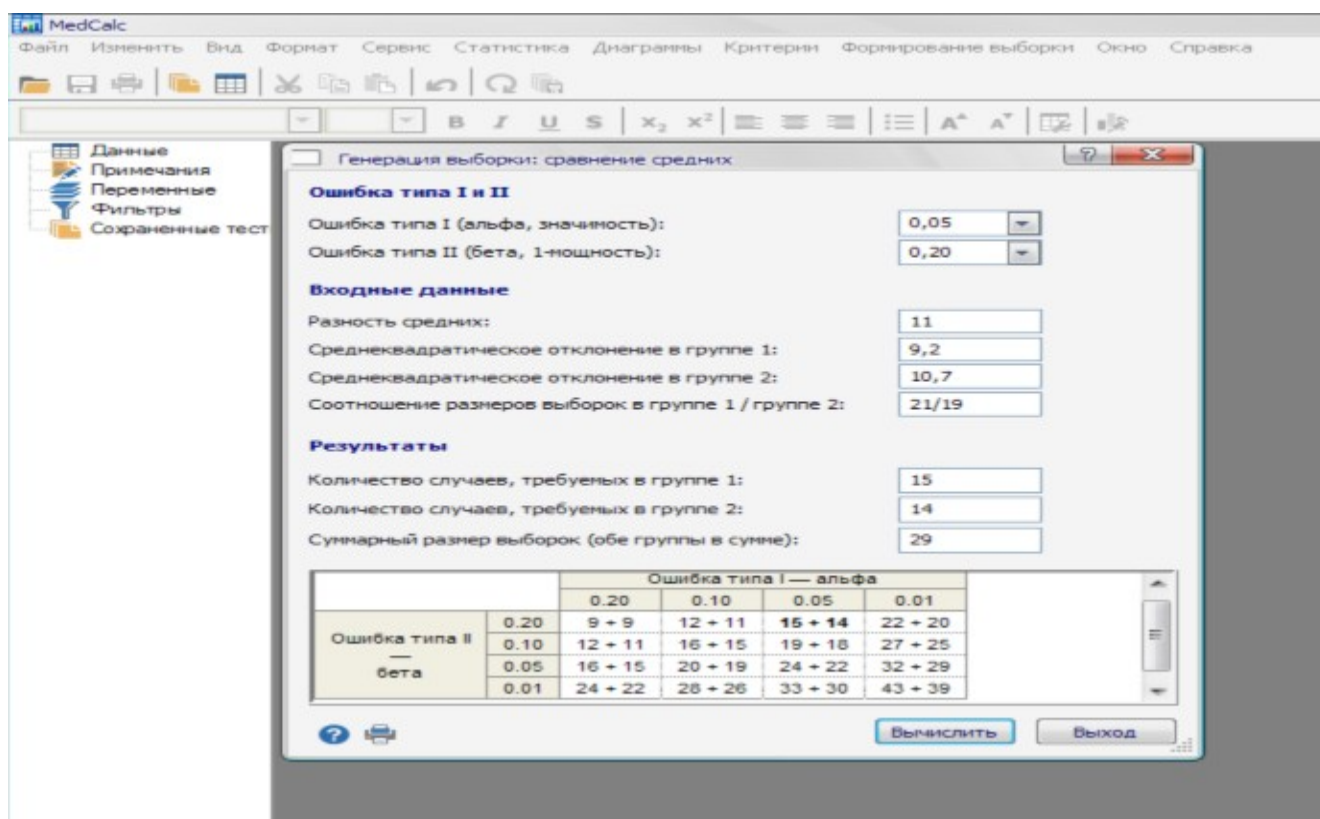 MedCalc
Файл Изменить Вид Формат Сервис Статистика Диаграммы Критерии Формирование выборки Окно Справка
B I U S X₂ X² A A
Данные
Примечания
Переменные
Фильтры
Сохраненные тест
Генерация выборки: сравнение средних
Ошибка типа I и II
Ошибка типа I (альфа, значимость): 0,05
Ошибка типа II (бета, 1-мощность): 0,20
Входные данные
Разность средних: 11
Среднеквадратическое отклонение в группе 1: 9,2
Среднеквадратическое отклонение в группе 2: 10,7
Соотношение размеров выборок в группе 1 / группе 2: 21/19
Результаты
Количество случаев, требуемых в группе 1: 15
Количество случаев, требуемых в группе 2: 14
Суммарный размер выборок (обе группы в сумме): 29
Ошибка типа I — альфа
0.20 0.10 0.05 0.01
Ошибка типа II — бета
0.20 9 + 9 12 + 11 15 + 14 22 + 20
0.10 12 + 11 16 + 15 19 + 18 27 + 25
0.05 16 + 15 20 + 19 24 + 22 32 + 29
0.01 24 + 22 28 + 26 33 + 30 43 + 39
Вычислить Выход